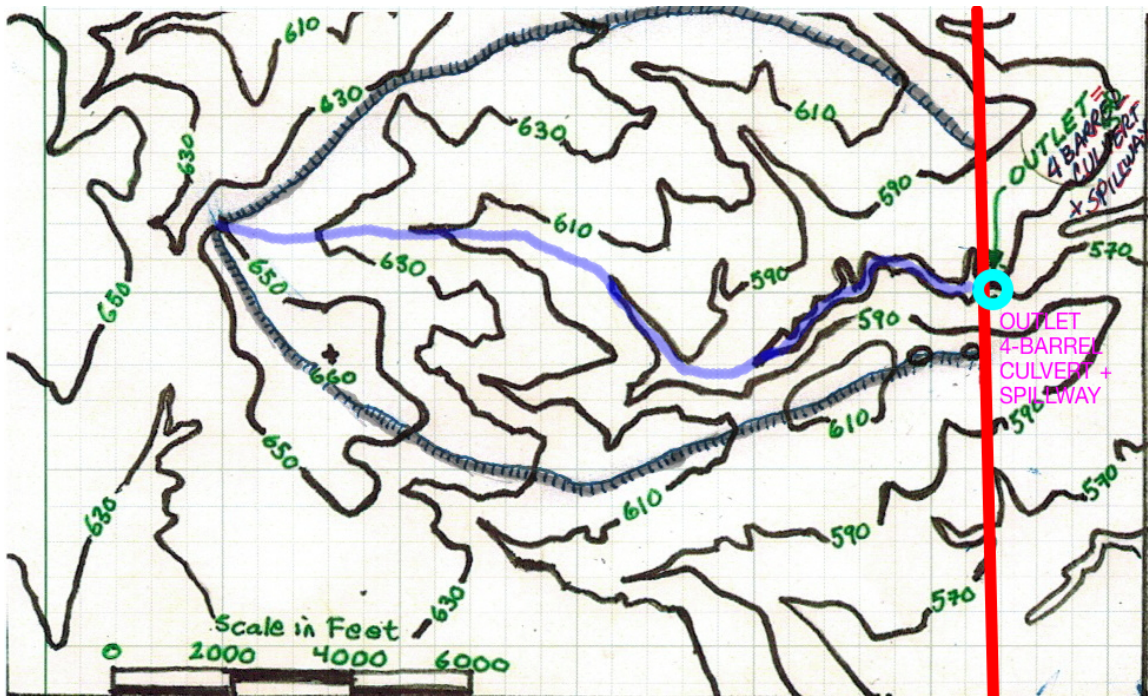 610
630
630
630
610
590
OUTLET =
4 BARREL
CULVERT
+ SPILLWAY
610
650
630
590
570
650
590
OUTLET
4-BARREL
CULVERT +
SPILLWAY
660
610
590
650
610
570
630
590
570
630
Scale in Feet
0 2000 4000 6000